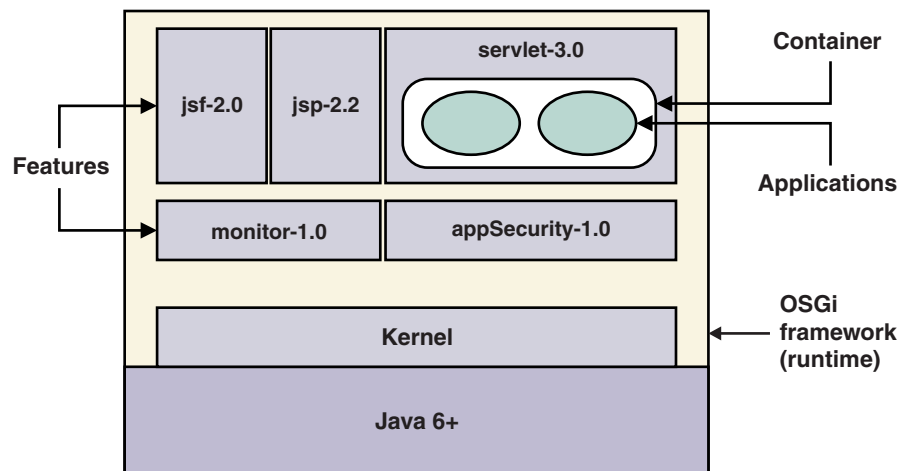 servlet-3.0
Container
jsf-2.0
jsp-2.2
Features
Applications
monitor-1.0
appSecurity-1.0
OSGi
framework
(runtime)
Kernel
Java 6+